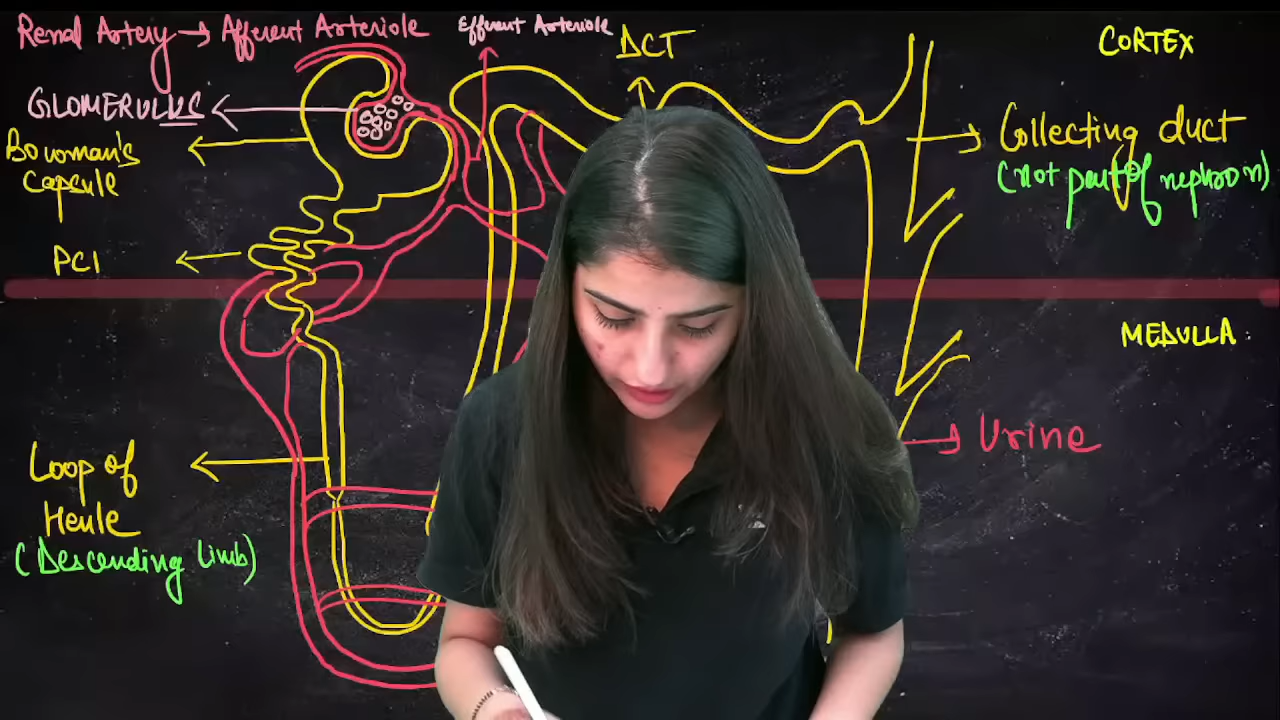 Renal Artery → Afferent Arteriole
Efferent Arteriole
DCT
CORTEX
GLOMERULUS
Collecting duct
(not part of nephron)
Bowman's
Capsule
PCT
MEDULLA
Urine
Loop of
Henle
(Descending limb)